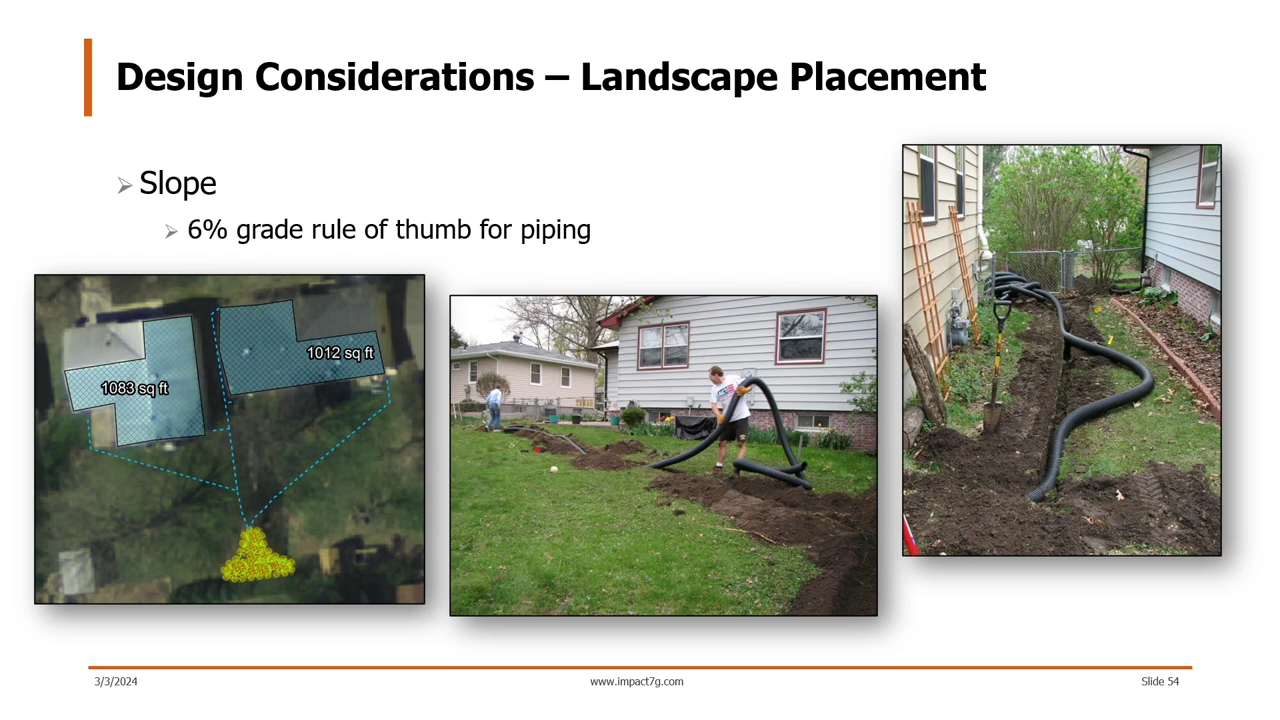 Design Considerations – Landscape Placement
Slope
6% grade rule of thumb for piping
1083 sq ft
1012 sq ft
3/3/2024
www.impact7g.com
Slide 54